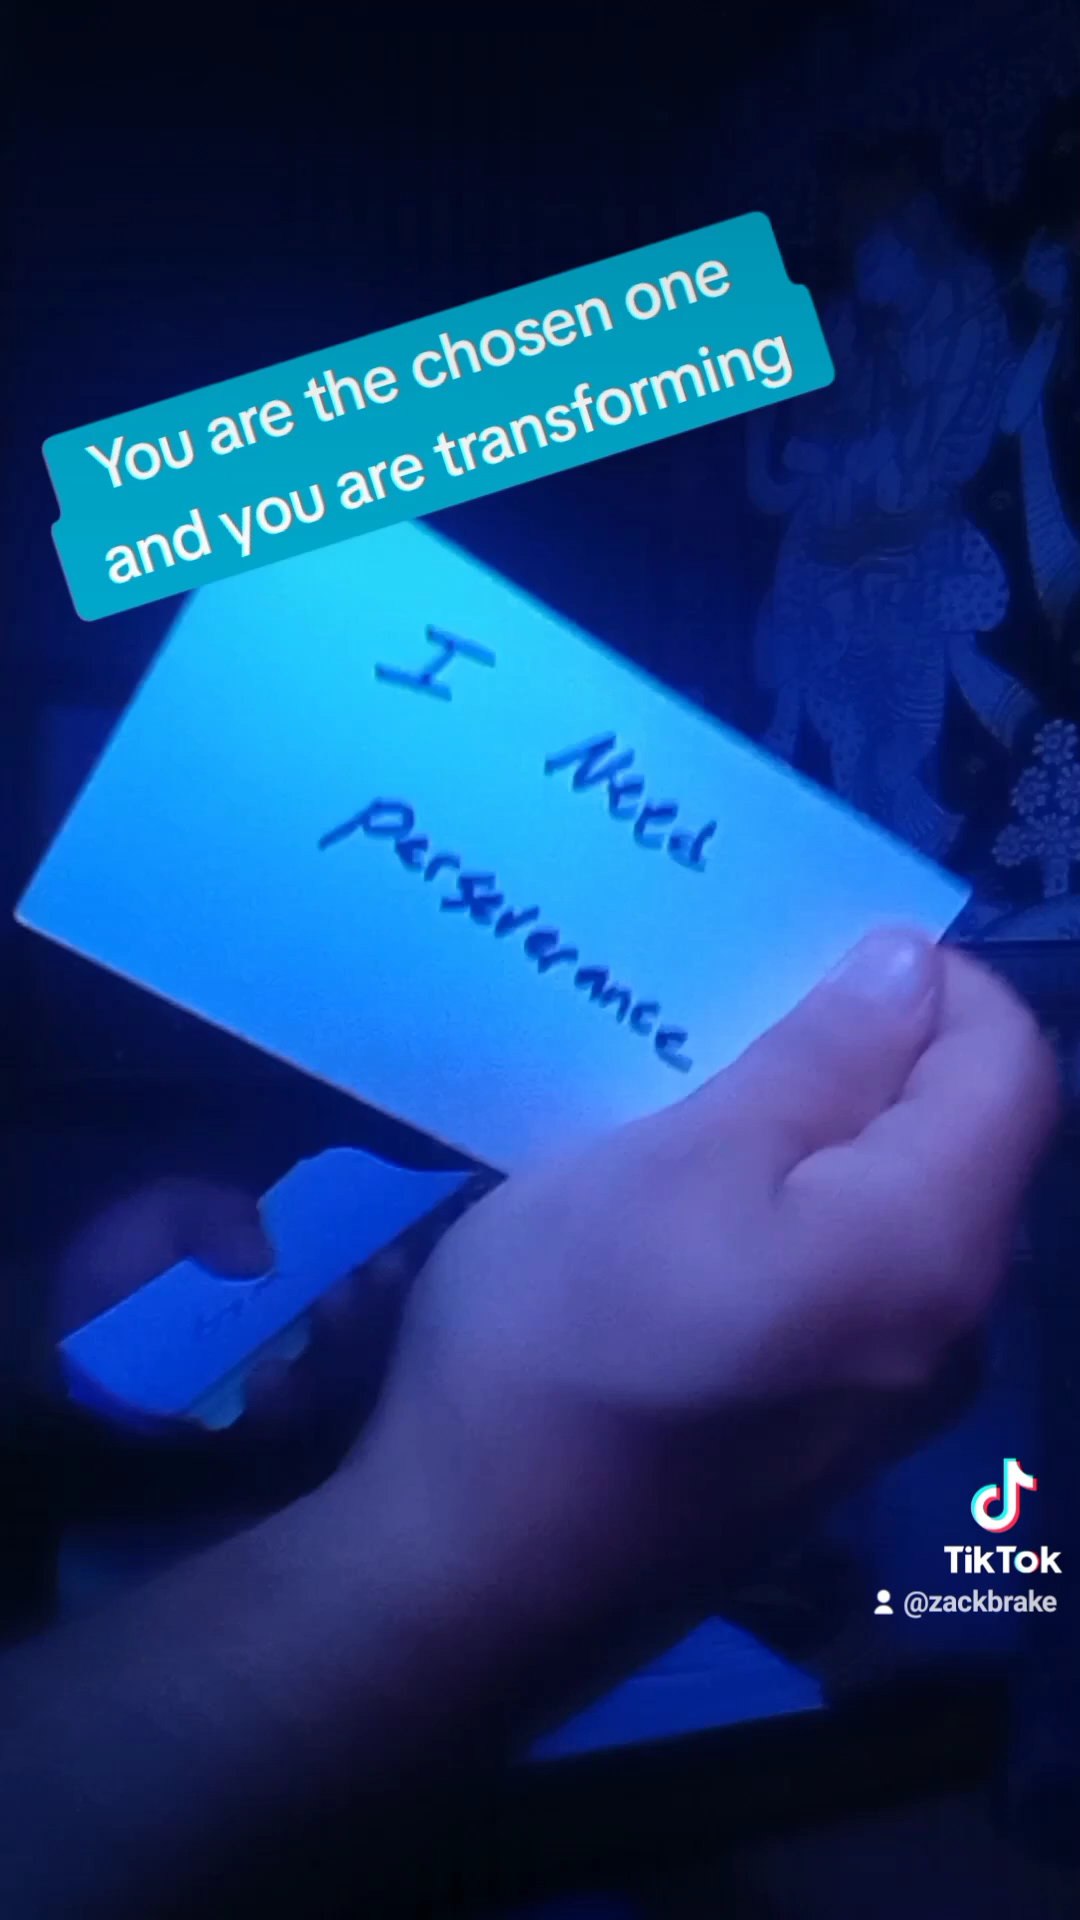 You are the chosen one
and you are transforming
I Need
perseverance
TikTok
@zackbrake